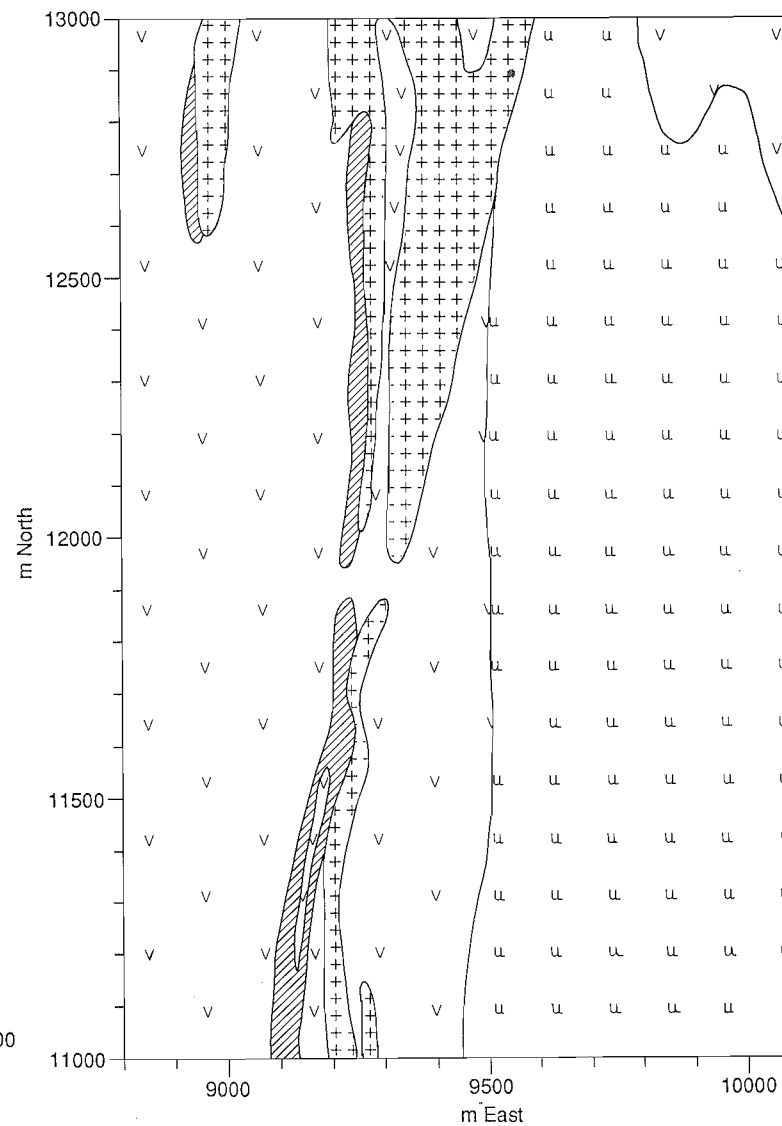 13000
12500
12000
11500
11000
m North
00
9000
9500
10000
m East
v v v v v u u v v
v v u u v
v v v u u u u v
v v u u u u
v v v u u u u u
v v v u u u u u
v v u u u u u
v v v u u u u u
v v v u u u u u
v v v u u u u u
v v v u u u u u
v v v u u u u u
v v v v u u u u
v v v u u u u u
v v v v u u u u u
v v v u u u u u
v v v v u u u u u
v v v u u u u u